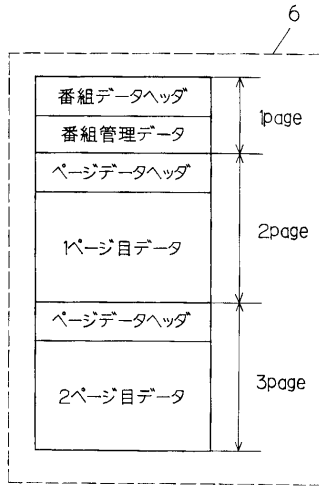 6
番組データヘッダ
番組管理データ
1page
ページデータヘッダ
1ページ目データ
2page
ページデータヘッダ
2ページ目データ
3page